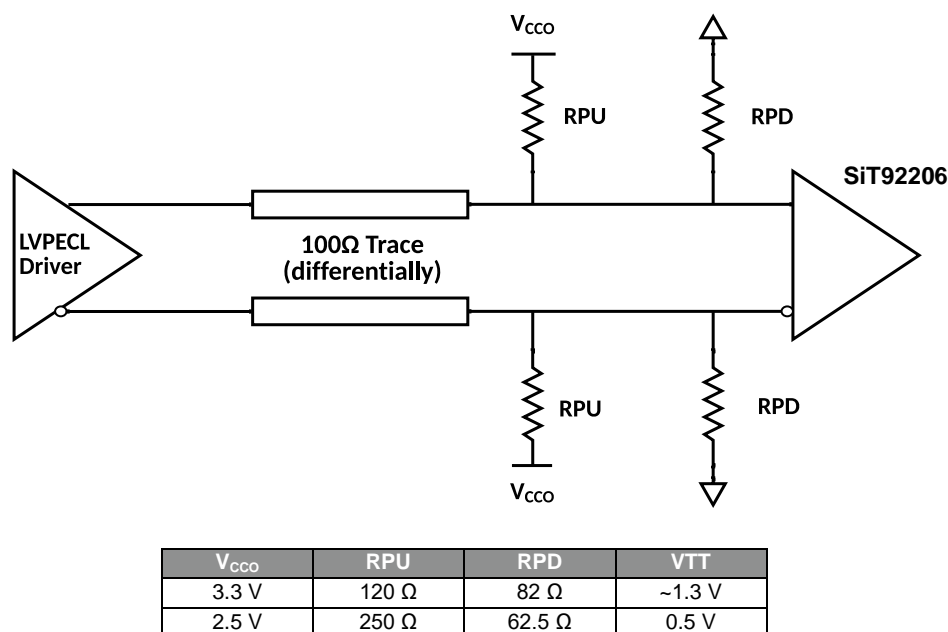 VCCO
RPU
RPD
SiT92206
LVPECL
Driver
100Ω Trace
(differentially)
RPU
RPD
VCCO
VCCO RPU RPD VTT
3.3 V 120 Ω 82 Ω ~1.3 V
2.5 V 250 Ω 62.5 Ω 0.5 V